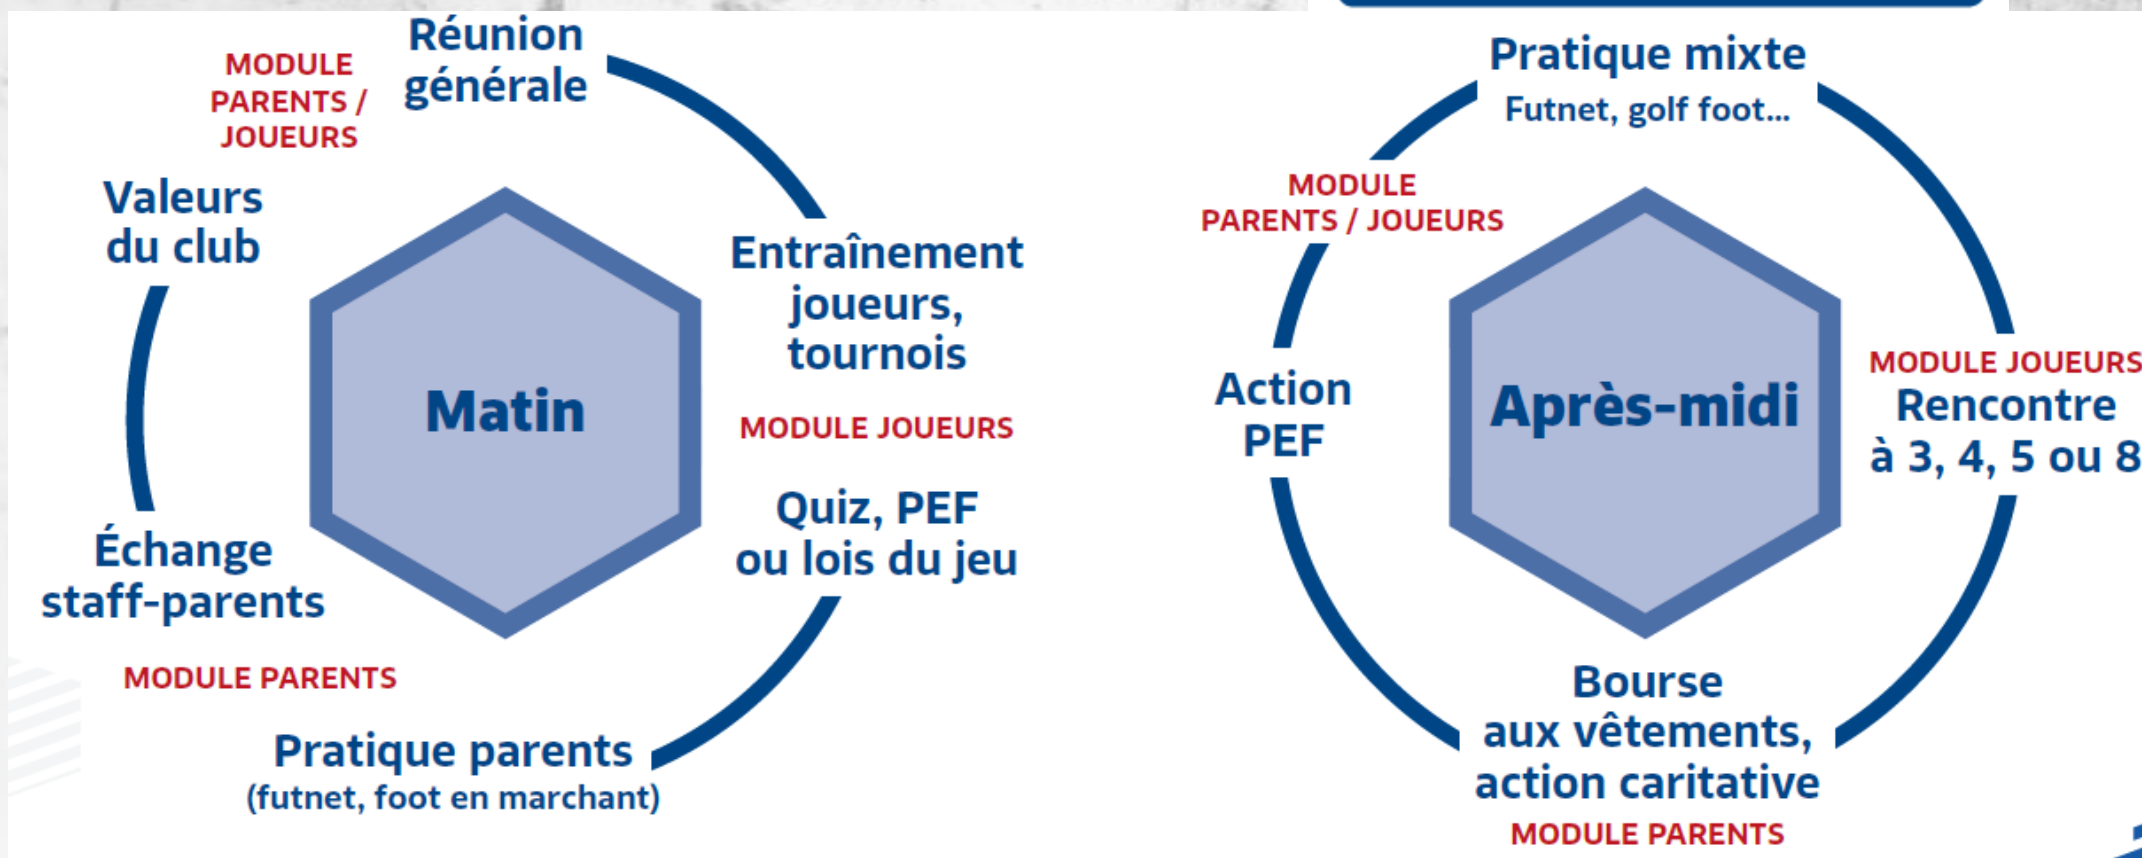 Réunion
générale
MODULE
PARENTS /
JOUEURS
Valeurs
du club
Entraînement
joueurs,
tournois
Matin
MODULE JOUEURS
Quiz, PEF
ou lois du jeu
Échange
staff-parents
MODULE PARENTS
Pratique parents
(futnet, foot en marchant)
Pratique mixte
Futnet, golf foot...
MODULE
PARENTS / JOUEURS
Action
PEF
Après-midi
MODULE JOUEURS
Rencontre
à 3, 4, 5 ou 8
Bourse
aux vêtements,
action caritative
MODULE PARENTS